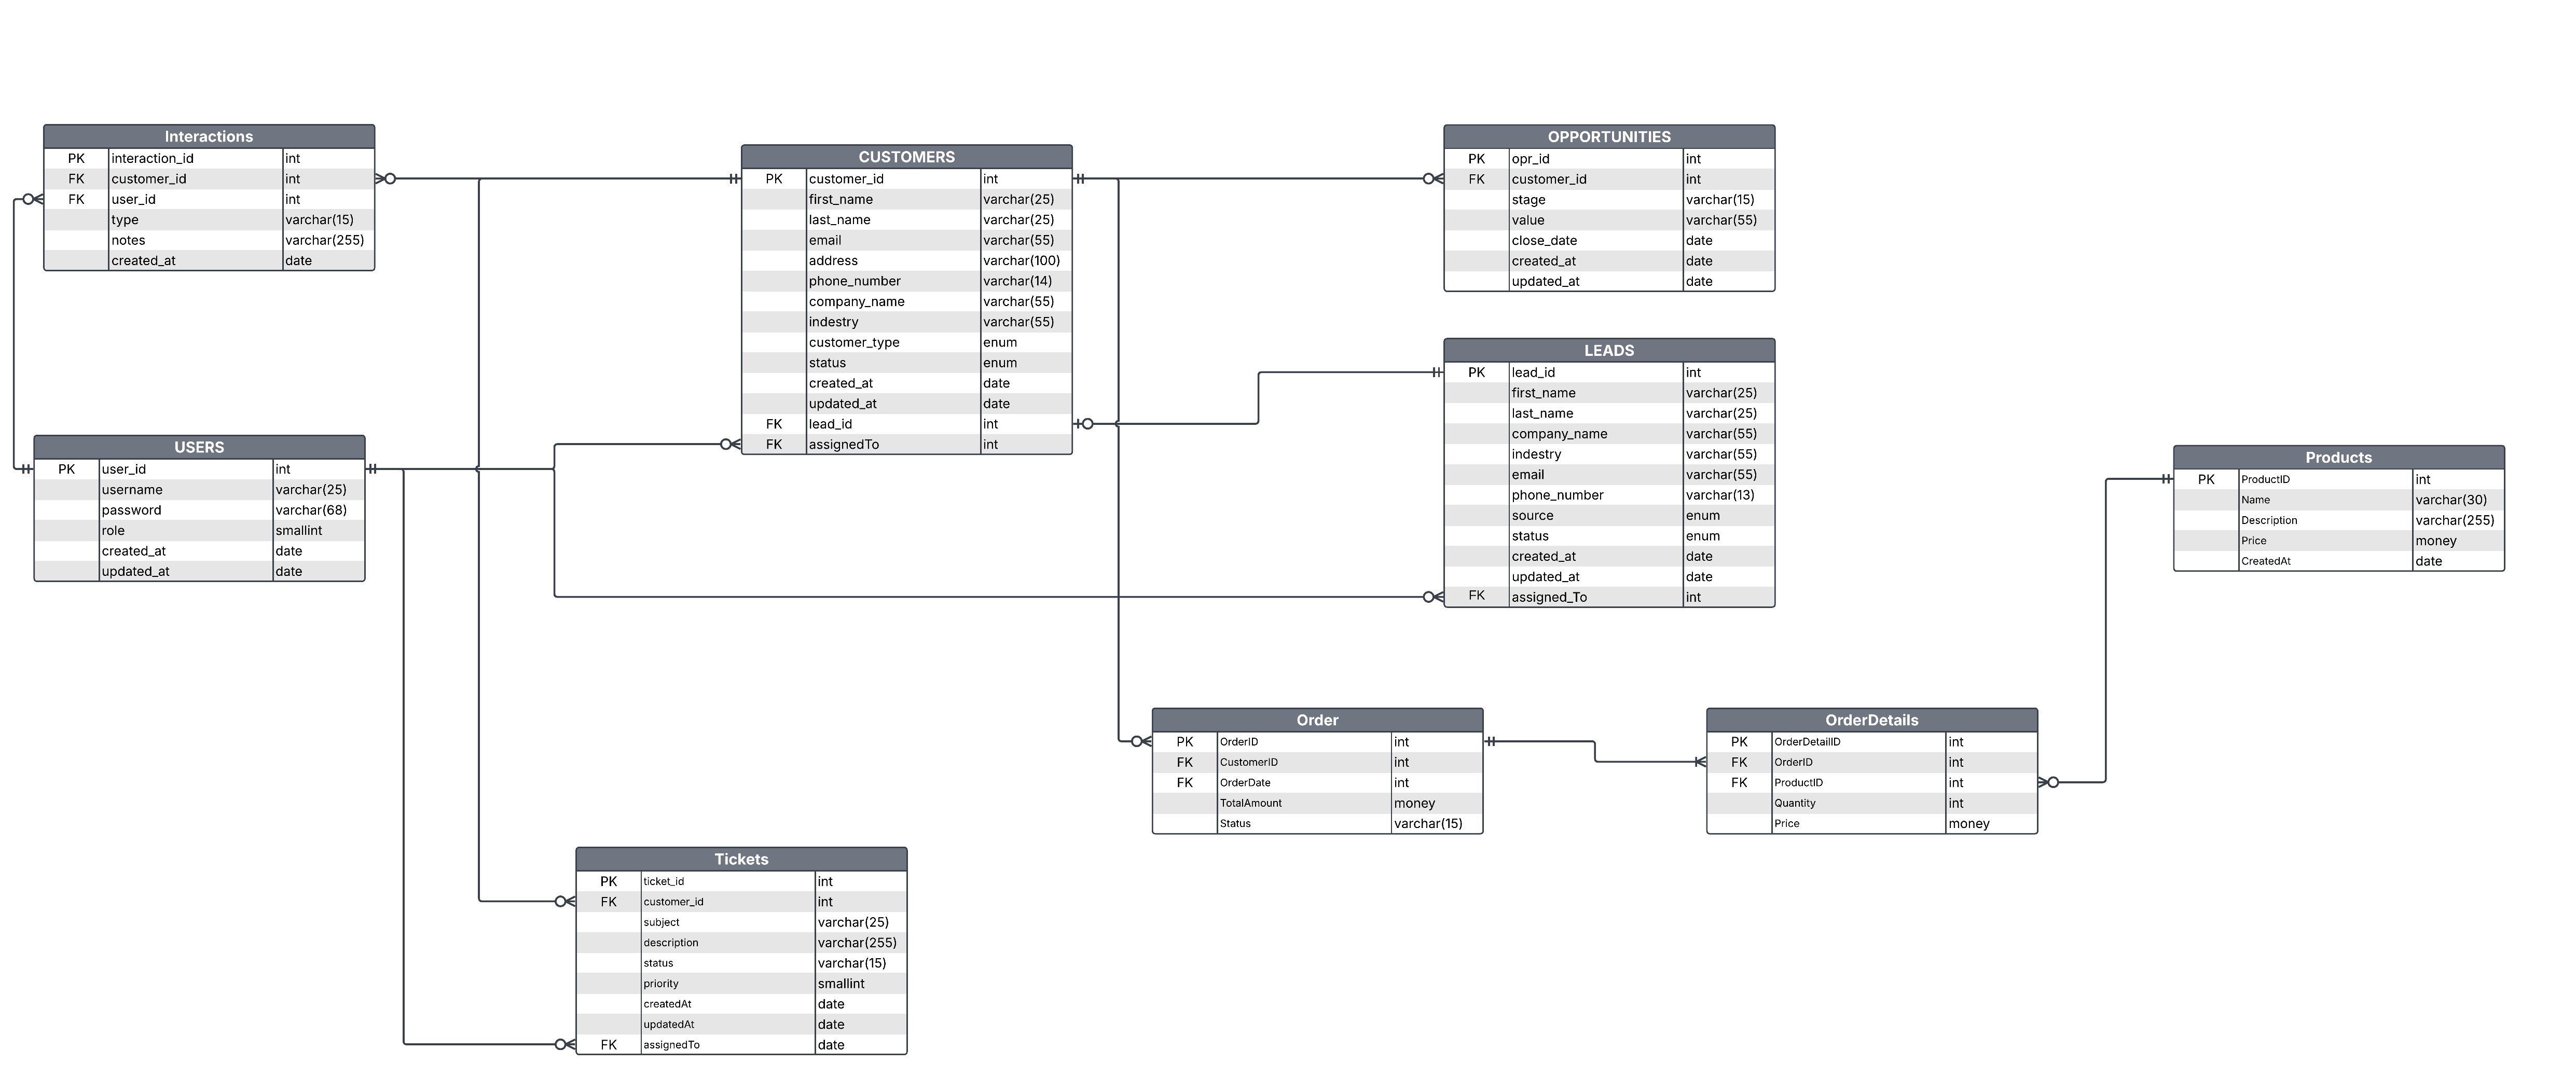 Interactions
PK interaction_id int
FK customer_id int
FK user_id int
type varchar(15)
notes varchar(255)
created_at date
CUSTOMERS
PK customer_id int
first_name varchar(25)
last_name varchar(25)
email varchar(55)
address varchar(100)
phone_number varchar(14)
company_name varchar(55)
indestry varchar(55)
customer_type enum
status enum
created_at date
updated_at date
FK lead_id int
FK assignedTo int
OPPORTUNITIES
PK opr_id int
FK customer_id int
stage varchar(15)
value varchar(55)
close_date date
created_at date
updated_at date
LEADS
PK lead_id int
first_name varchar(25)
last_name varchar(25)
company_name varchar(55)
indestry varchar(55)
email varchar(55)
phone_number varchar(13)
source enum
status enum
created_at date
updated_at date
FK assigned_To int
USERS
PK user_id int
username varchar(25)
password varchar(68)
role smallint
created_at date
updated_at date
Products
PK ProductID int
Name varchar(30)
Description varchar(255)
Price money
CreatedAt date
Order
PK OrderID int
FK CustomerID int
FK OrderDate int
TotalAmount money
Status varchar(15)
OrderDetails
PK OrderDetailID int
FK OrderID int
FK ProductID int
Quantity int
Price money
Tickets
PK ticket_id int
FK customer_id int
subject varchar(25)
description varchar(255)
status varchar(15)
priority smallint
createdAt date
updatedAt date
FK assignedTo date